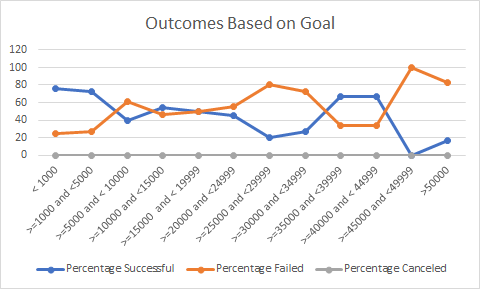 Outcomes Based on Goal
120
100
80
60
40
20
0
< 1000
>=1000 and <5000
>=5000 and < 10000
>=10000 and <15000
>=15000 and < 19999
>=20000 and <24999
>=25000 and <29999
>=30000 and <34999
>=35000 and <39999
>=40000 and < 44999
>=45000 and <49999
>50000
Percentage Successful
Percentage Failed
Percentage Canceled